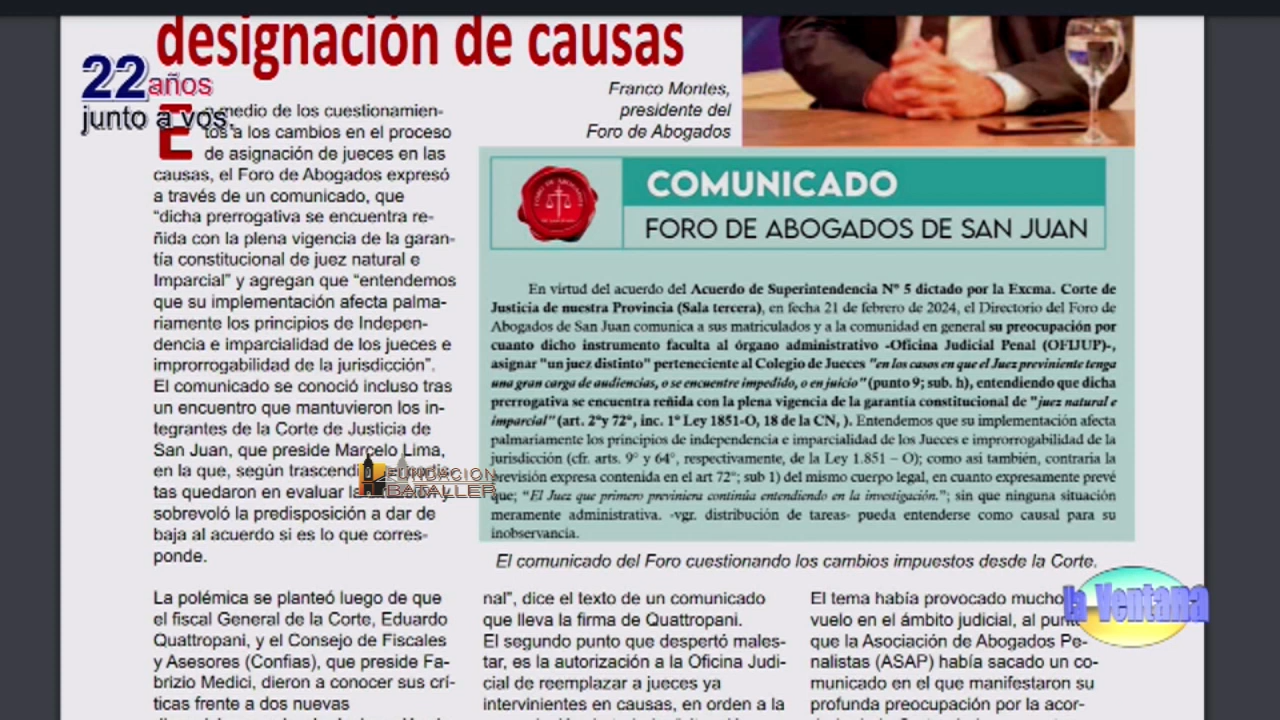 designación de causas
22 años
junto a vos.
Franco Montes,
presidente del
Foro de Abogados
En medio de los cuestionamien-
tos a los cambios en el proceso
de asignación de jueces en las
causas, el Foro de Abogados expresó
a través de un comunicado, que
“dicha prerrogativa se encuentra re-
ñida con la plena vigencia de la garan-
tía constitucional de juez natural e
Imparcial” y agregan que “entendemos
que su implementación afecta palma-
riamente los principios de Indepen-
dencia e imparcialidad de los jueces e
improrrogabilidad de la jurisdicción”.
El comunicado se conoció incluso tras
un encuentro que mantuvieron los in-
tegrantes de la Corte de Justicia de
San Juan, que preside Marcelo Lima,
en la que, según
tas quedaron en evaluar
sobrevoló la predisposición a dar de
baja al acuerdo si es lo que corres-
ponde.
FUNDACION
BATALLER
COMUNICADO
FORO DE ABOGADOS DE SAN JUAN
En virtud del acuerdo del Acuerdo de Superintendencia Nº 5 dictado por la Excma. Corte de
Justicia de nuestra Provincia (Sala tercera), en fecha 21 de febrero de 2024, el Directorio del Foro de
Abogados de San Juan comunica a sus matriculados y a la comunidad en general su preocupación por
cuanto dicho instrumento faculta al órgano administrativo -Oficina Judicial Penal (OFIJUP)-,
asignar "un juez distinto" perteneciente al Colegio de Jueces "en los casos en que el Juez previniente tenga
una gran carga de audiencias, o se encuentre impedido, o en juicio" (punto 9; sub. h), entendiendo que dicha
prerrogativa se encuentra reñida con la plena vigencia de la garantía constitucional de "juez natural e
imparcial" (art. 2ºy 72º, inc. 1º Ley 1851-O, 18 de la CN, ). Entendemos que su implementación afecta
palmariamente los principios de independencia e imparcialidad de los Jueces e improrrogabilidad de la
jurisdicción (cfr. arts. 9º y 64º, respectivamente, de la Ley 1.851 – O); como así también, contraría la
previsión expresa contenida en el art 72º; sub 1) del mismo cuerpo legal, en cuanto expresamente prevé
que; “El Juez que primero previniera continúa entendiendo en la investigación.”; sin que ninguna situación
meramente administrativa. -vgr. distribución de tareas- pueda entenderse como causal para su
inobservancia.
El comunicado del Foro cuestionando los cambios impuestos desde la Corte.
la Ventana
La polémica se planteó luego de que
el fiscal General de la Corte, Eduardo
Quattropani, y el Consejo de Fiscales
y Asesores (Confias), que preside Fa-
brizio Medici, dieron a conocer sus crí-
ticas frente a dos nuevas
nal”, dice el texto de un comunicado
que lleva la firma de Quattropani.
El segundo punto que despertó males-
tar, es la autorización a la Oficina Judi-
cial de reemplazar a jueces ya
intervinientes en causas, en orden a la
El tema había provocado mucho
vuelo en el ámbito judicial, al punto
que la Asociación de Abogados Pe-
nalistas (ASAP) había sacado un co-
municado en el que manifestaron su
profunda preocupación por la acor-